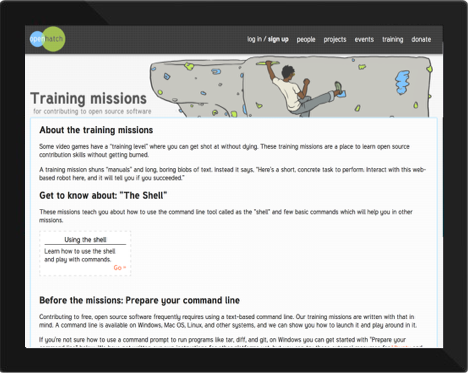 openhatch
log in / sign up people projects events training donate
Training missions
for contributing to open source software
About the training missions
Some video games have a "training level" where you can get shot at without dying. These training missions are a place to learn open source
contribution skills without getting burned.
A training mission shuns "manuals" and long, boring blobs of text. Instead it says, "Here's a short, concrete task to perform. Interact with this web-
based robot here, and it will tell you if you succeeded."
Get to know about: "The Shell"
These missions teach you about how to use the command line tool called as the "shell" and few basic commands which will help you in other
missions.
Using the shell
Learn how to use the shell
and play with commands.
Go
Before the missions: Prepare your command line
Contributing to free, open source software frequently requires using a text-based command line. Our training missions are written with that in
mind. A command line is available on Windows, Mac OS, Linux, and other systems, and we can show you how to launch it and play around in it.
If you're not sure how to use a command prompt to run programs like tar, diff, and git, on Windows you can get started with "Prepare your